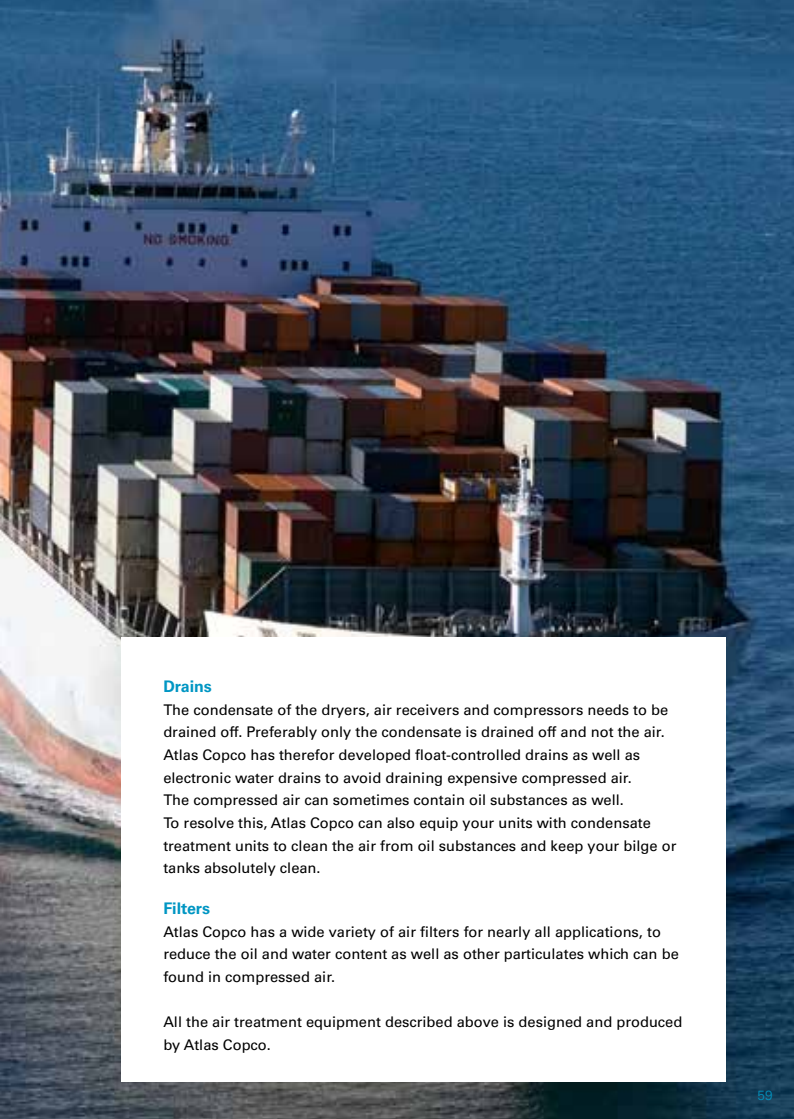 NO SMOKING
Drains
The condensate of the dryers, air receivers and compressors needs to be
drained off. Preferably only the condensate is drained off and not the air.
Atlas Copco has therefor developed float-controlled drains as well as
electronic water drains to avoid draining expensive compressed air.
The compressed air can sometimes contain oil substances as well.
To resolve this, Atlas Copco can also equip your units with condensate
treatment units to clean the air from oil substances and keep your bilge or
tanks absolutely clean.
Filters
Atlas Copco has a wide variety of air filters for nearly all applications, to
reduce the oil and water content as well as other particulates which can be
found in compressed air.
All the air treatment equipment described above is designed and produced
by Atlas Copco.
59